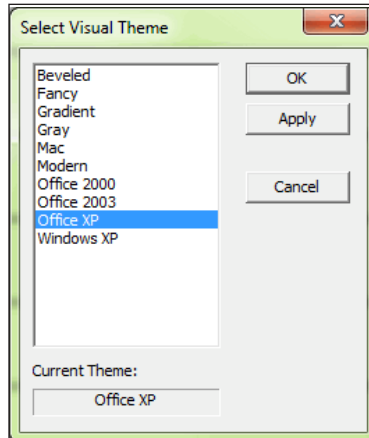 Select Visual Theme
Beveled
Fancy
Gradient
Gray
Mac
Modern
Office 2000
Office 2003
Office XP
Windows XP
OK
Apply
Cancel
Current Theme:
Office XP